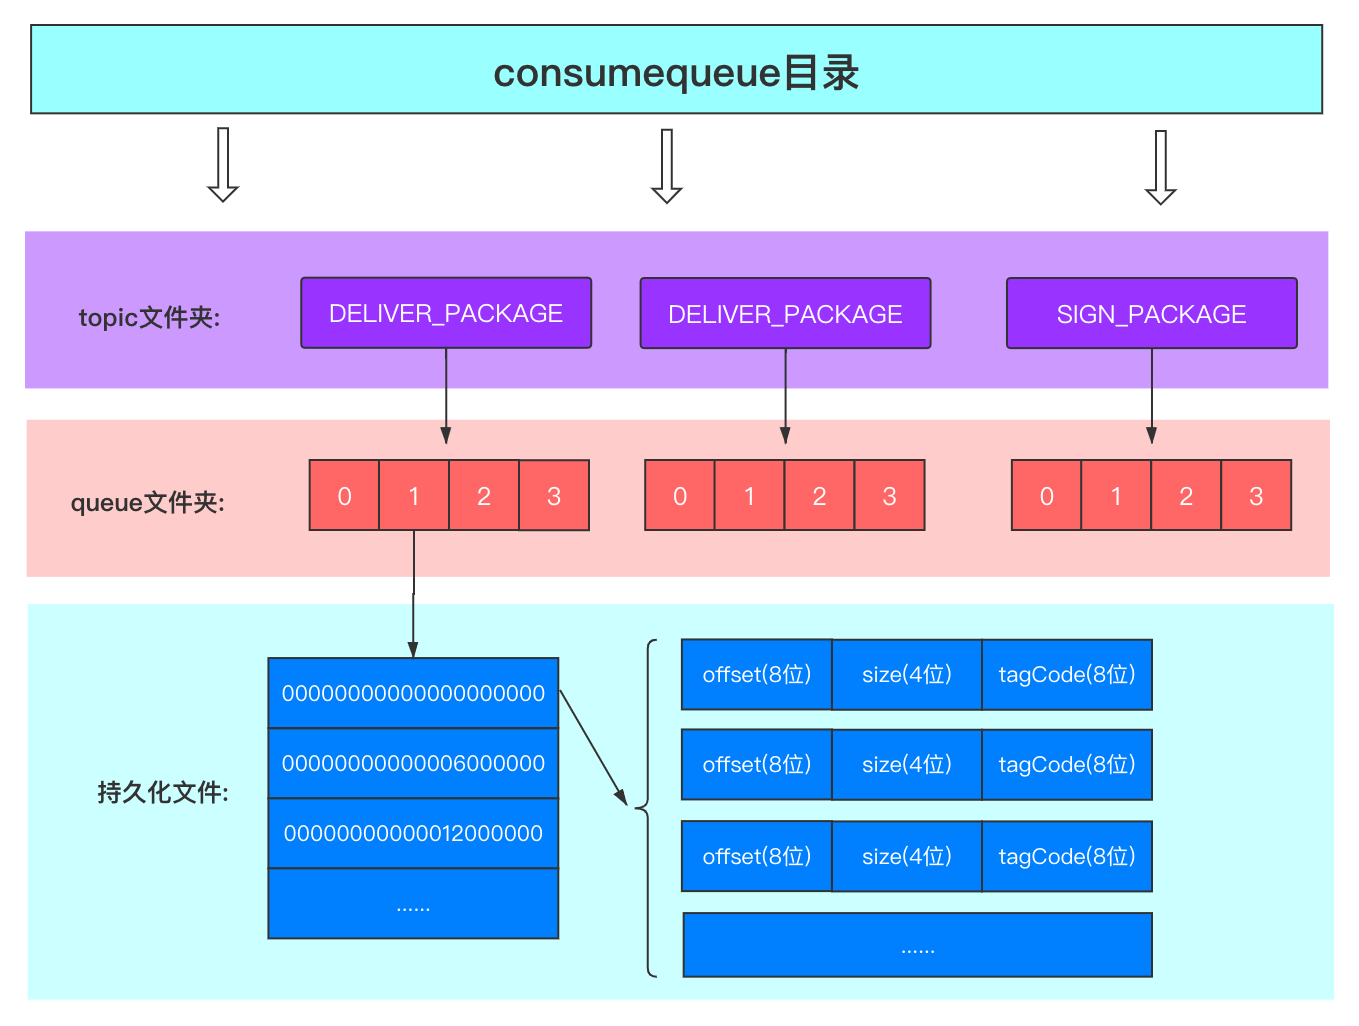 consumequeue目录
topic文件夹:
DELIVER_PACKAGE
DELIVER_PACKAGE
SIGN_PACKAGE
queue文件夹:
0 1 2 3
0 1 2 3
0 1 2 3
持久化文件:
00000000000000000000
00000000000006000000
00000000000012000000
......
offset(8位) size(4位) tagCode(8位)
offset(8位) size(4位) tagCode(8位)
offset(8位) size(4位) tagCode(8位)
......